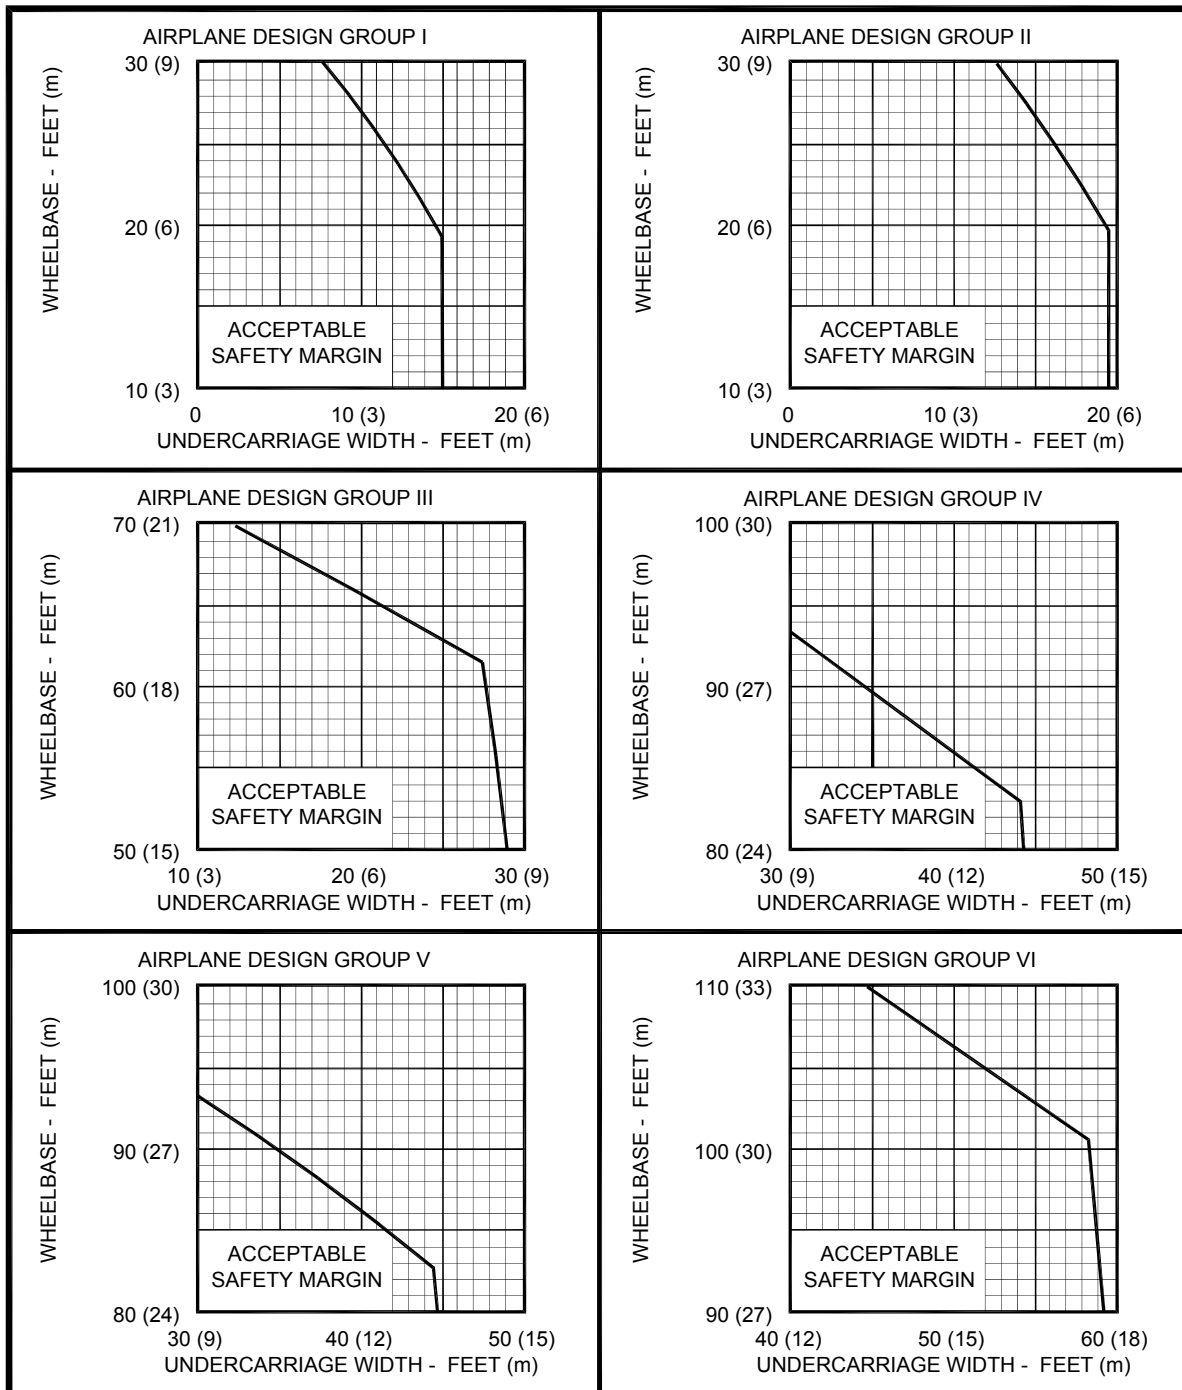 AIRPLANE DESIGN GROUP I
30 (9)
20 (6)
10 (3)
WHEELBASE - FEET (m)
ACCEPTABLE
SAFETY MARGIN
0 10 (3) 20 (6)
UNDERCARRIAGE WIDTH - FEET (m)
AIRPLANE DESIGN GROUP II
30 (9)
20 (6)
10 (3)
WHEELBASE - FEET (m)
ACCEPTABLE
SAFETY MARGIN
0 10 (3) 20 (6)
UNDERCARRIAGE WIDTH - FEET (m)
AIRPLANE DESIGN GROUP III
70 (21)
60 (18)
50 (15)
WHEELBASE - FEET (m)
ACCEPTABLE
SAFETY MARGIN
10 (3) 20 (6) 30 (9)
UNDERCARRIAGE WIDTH - FEET (m)
AIRPLANE DESIGN GROUP IV
100 (30)
90 (27)
80 (24)
WHEELBASE - FEET (m)
ACCEPTABLE
SAFETY MARGIN
30 (9) 40 (12) 50 (15)
UNDERCARRIAGE WIDTH - FEET (m)
AIRPLANE DESIGN GROUP V
100 (30)
90 (27)
80 (24)
WHEELBASE - FEET (m)
ACCEPTABLE
SAFETY MARGIN
30 (9) 40 (12) 50 (15)
UNDERCARRIAGE WIDTH - FEET (m)
AIRPLANE DESIGN GROUP VI
110 (33)
100 (30)
90 (27)
WHEELBASE - FEET (m)
ACCEPTABLE
SAFETY MARGIN
40 (12) 50 (15) 60 (18)
UNDERCARRIAGE WIDTH - FEET (m)